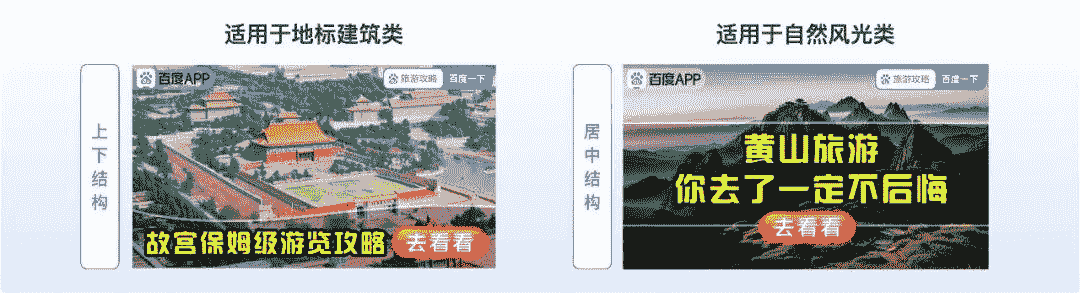 适用于地标建筑类
上下结构
百度APP
旅游攻略 百度一下
故宫保姆级游览攻略 去看看
适用于自然风光类
居中结构
百度APP
旅游攻略 百度一下
黄山旅游
你去了一定不后悔
去看看